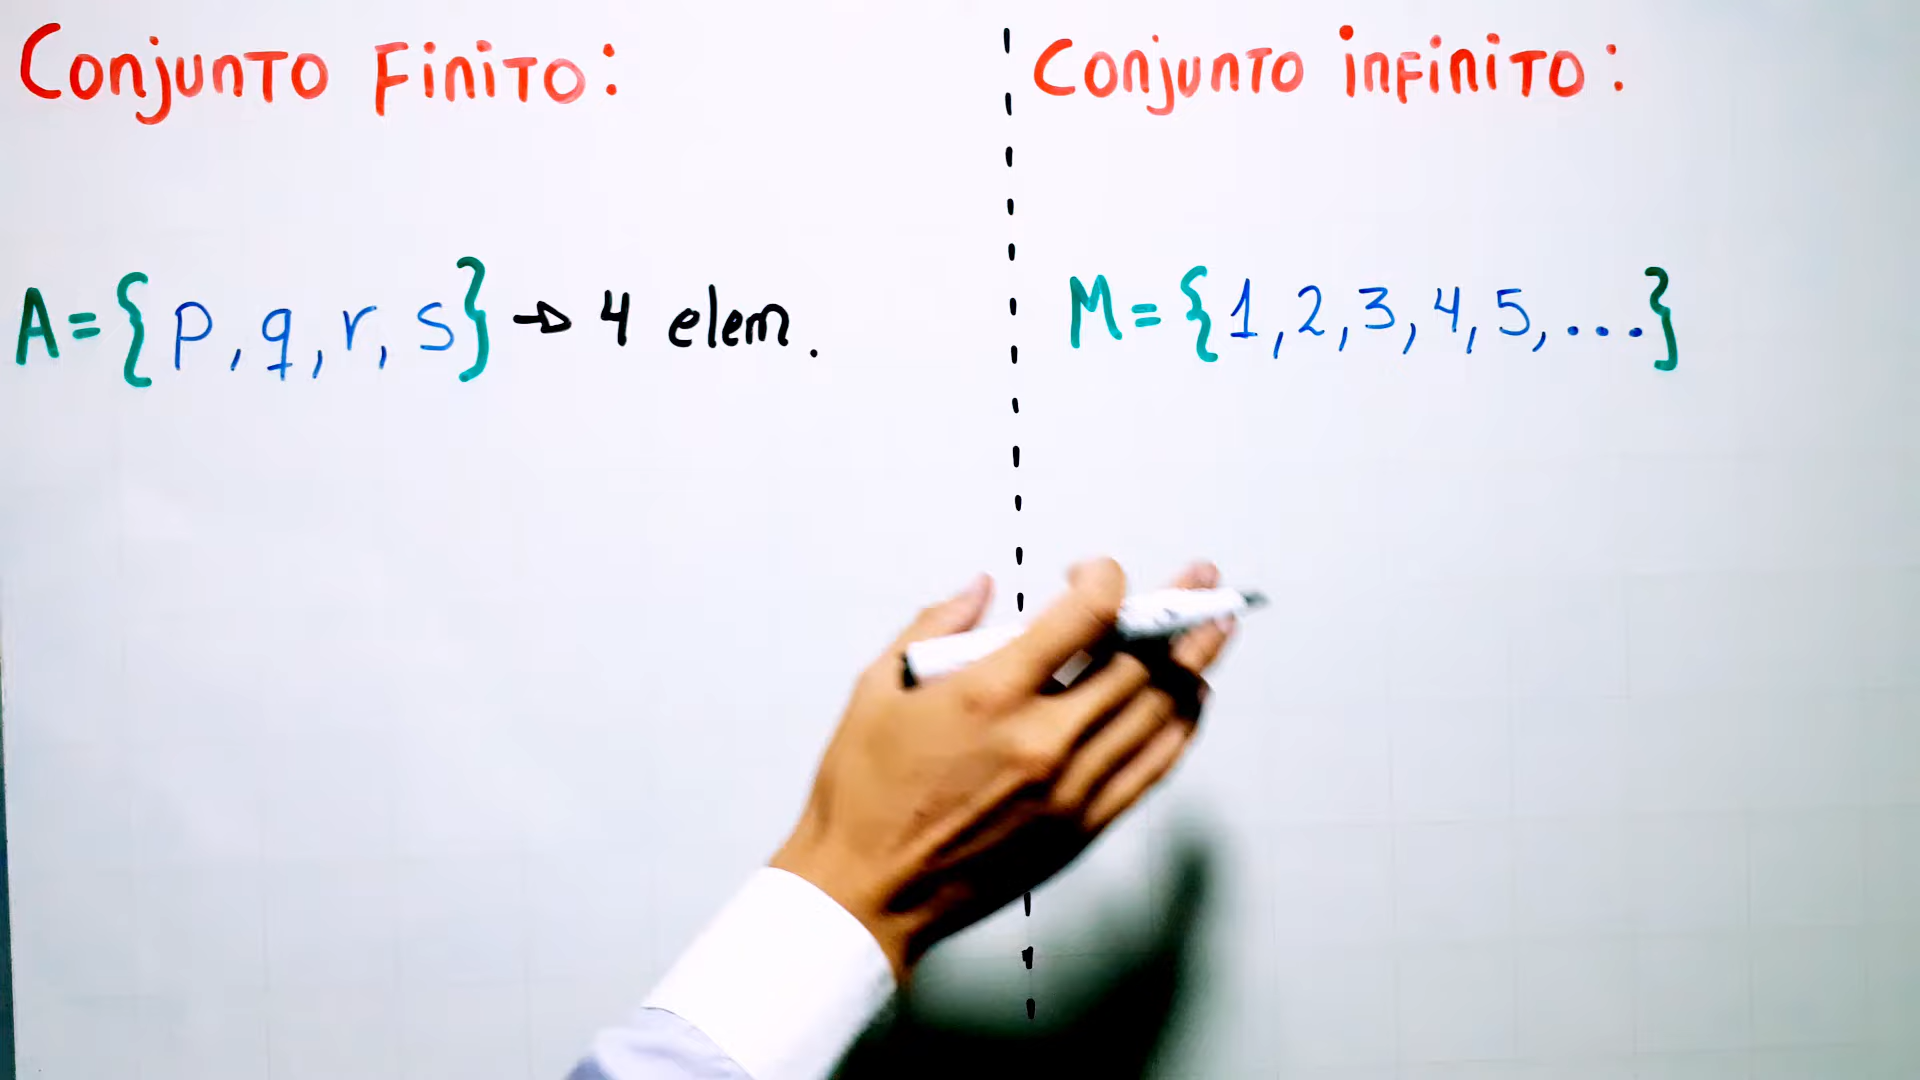 Conjunto Finito:
A = {p, q, r, s} → 4 elem.
Conjunto infinito:
M = {1, 2, 3, 4, 5, ...}